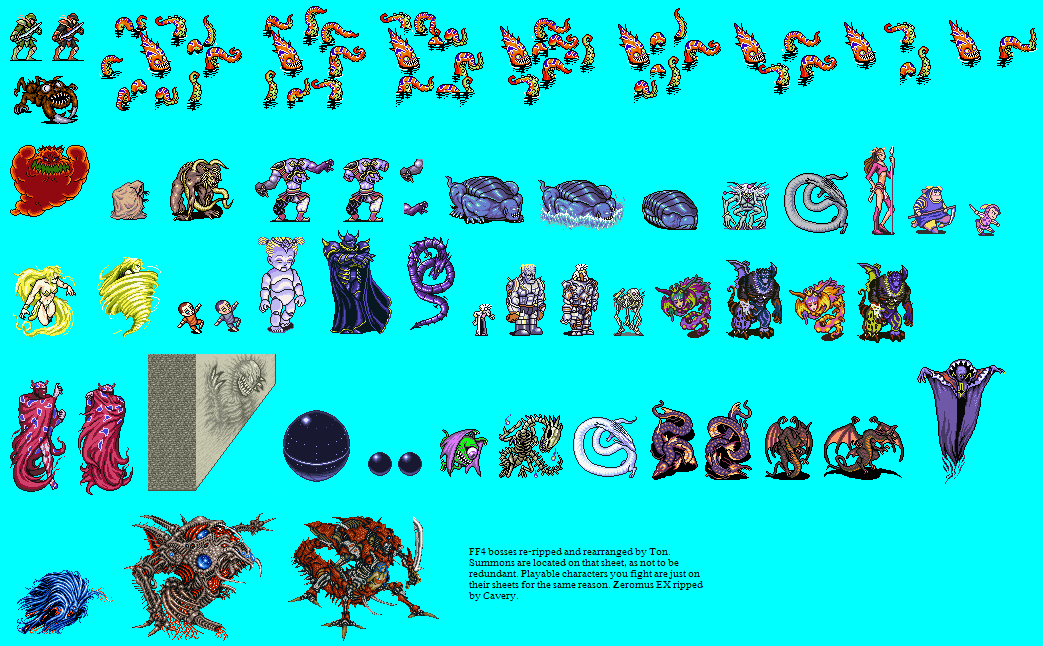 FF4 bosses re-ripped and rearranged by Ton.
Summons are located on that sheet, as not to be
redundant. Playable characters you fight are just on
their sheets for the same reason. Zeromus EX ripped
by Cavery.